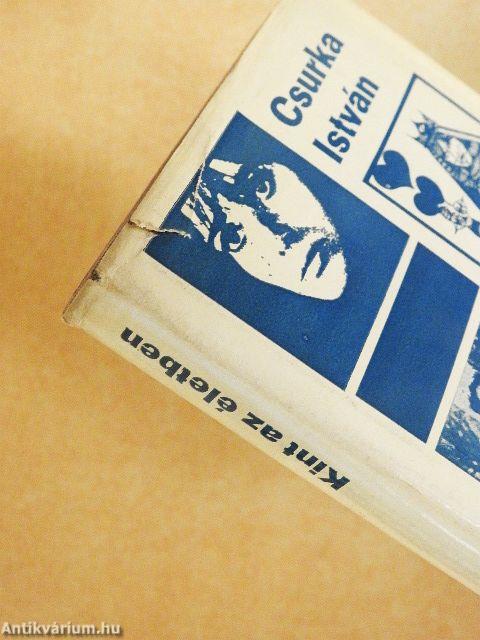 Csurka
István
Kint az életben
Antikvárium.hu